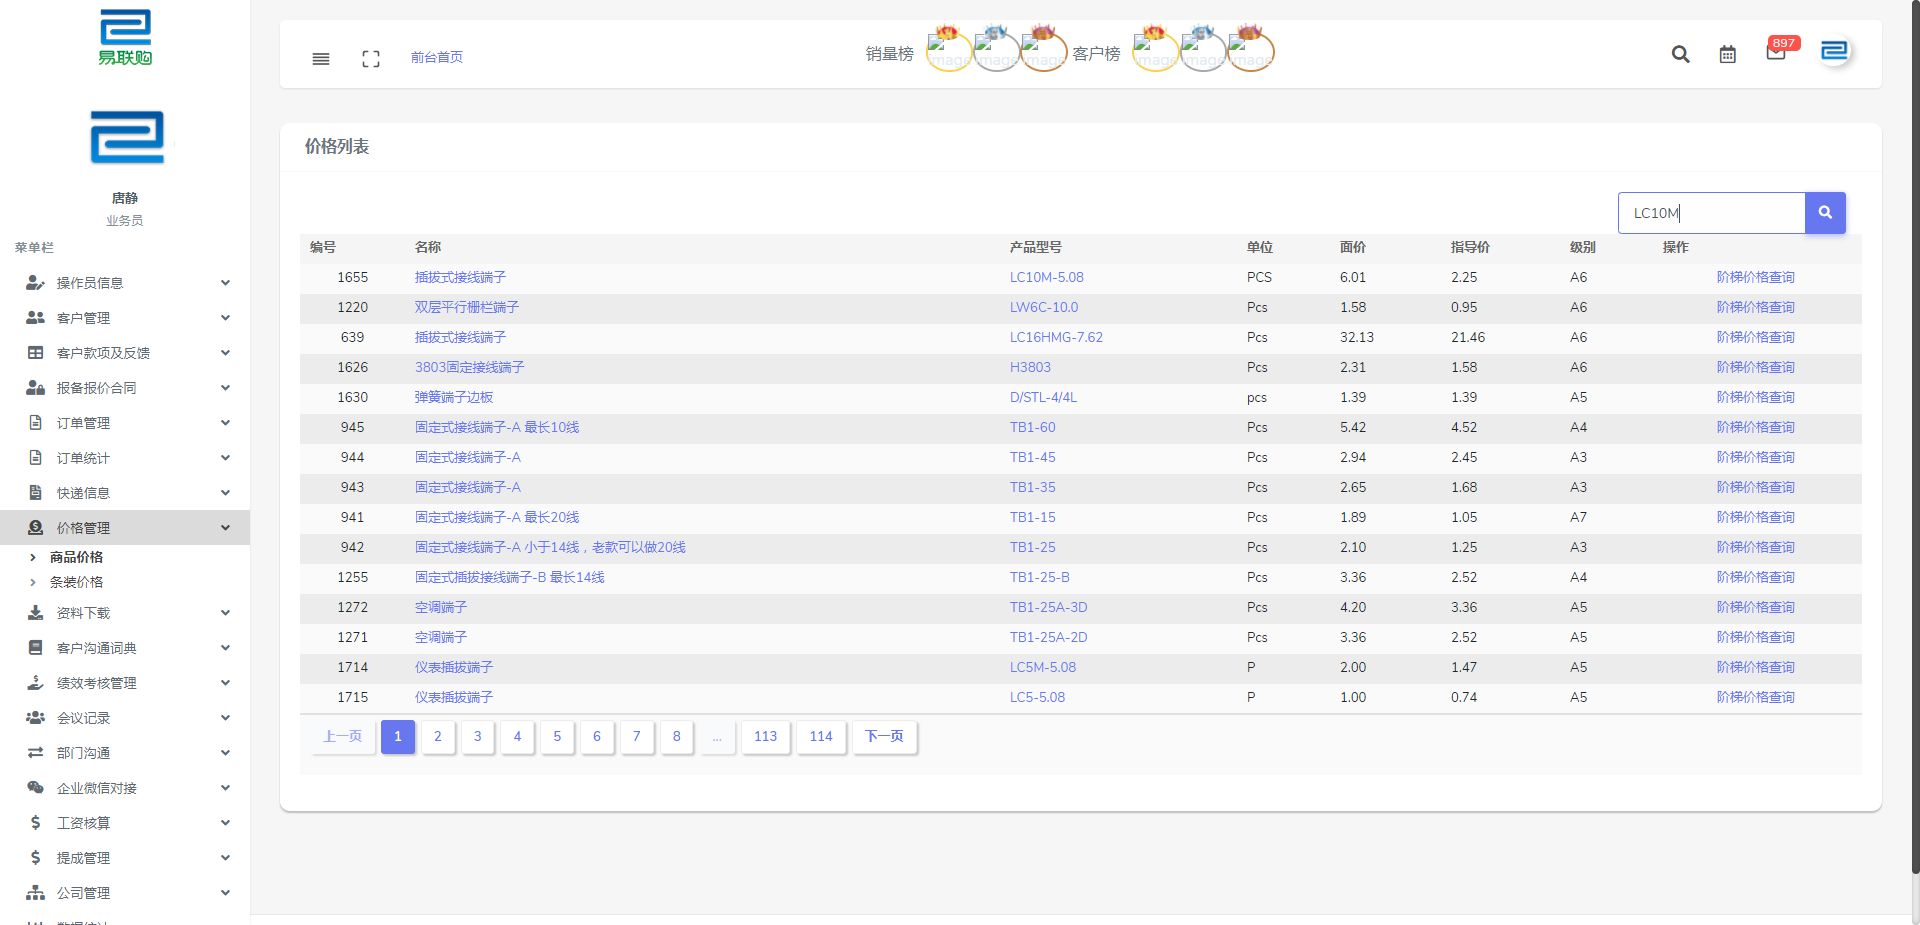 易联购
唐静
业务员
菜单栏
操作员信息
客户管理
客户款项及反馈
报备报价合同
订单管理
订单统计
快递信息
价格管理
商品价格
条装价格
资料下载
客户沟通词典
绩效考核管理
会议记录
部门沟通
企业微信对接
工资核算
提成管理
公司管理
前台首页
销量榜 image image image 客户榜 image image image
897
价格列表
LC10M
编号 名称 产品型号 单位 面价 指导价 级别 操作
1655 插拔式接线端子 LC10M-5.08 PCS 6.01 2.25 A6 阶梯价格查询
1220 双层平行栅栏端子 LW6C-10.0 Pcs 1.58 0.95 A6 阶梯价格查询
639 插拔式接线端子 LC16HMG-7.62 Pcs 32.13 21.46 A6 阶梯价格查询
1626 3803固定接线端子 H3803 Pcs 2.31 1.58 A6 阶梯价格查询
1630 弹簧端子边板 D/STL-4/4L pcs 1.39 1.39 A5 阶梯价格查询
945 固定式接线端子-A 最长10线 TB1-60 Pcs 5.42 4.52 A4 阶梯价格查询
944 固定式接线端子-A TB1-45 Pcs 2.94 2.45 A3 阶梯价格查询
943 固定式接线端子-A TB1-35 Pcs 2.65 1.68 A3 阶梯价格查询
941 固定式接线端子-A 最长20线 TB1-15 Pcs 1.89 1.05 A7 阶梯价格查询
942 固定式接线端子-A 小于14线，老款可以做20线 TB1-25 Pcs 2.10 1.25 A3 阶梯价格查询
1255 固定式插拔接线端子-B 最长14线 TB1-25-B Pcs 3.36 2.52 A4 阶梯价格查询
1272 空调端子 TB1-25A-3D Pcs 4.20 3.36 A5 阶梯价格查询
1271 空调端子 TB1-25A-2D Pcs 3.36 2.52 A5 阶梯价格查询
1714 仪表插拔端子 LC5M-5.08 P 2.00 1.47 A5 阶梯价格查询
1715 仪表插拔端子 LC5-5.08 P 1.00 0.74 A5 阶梯价格查询
上一页 1 2 3 4 5 6 7 8 ... 113 114 下一页